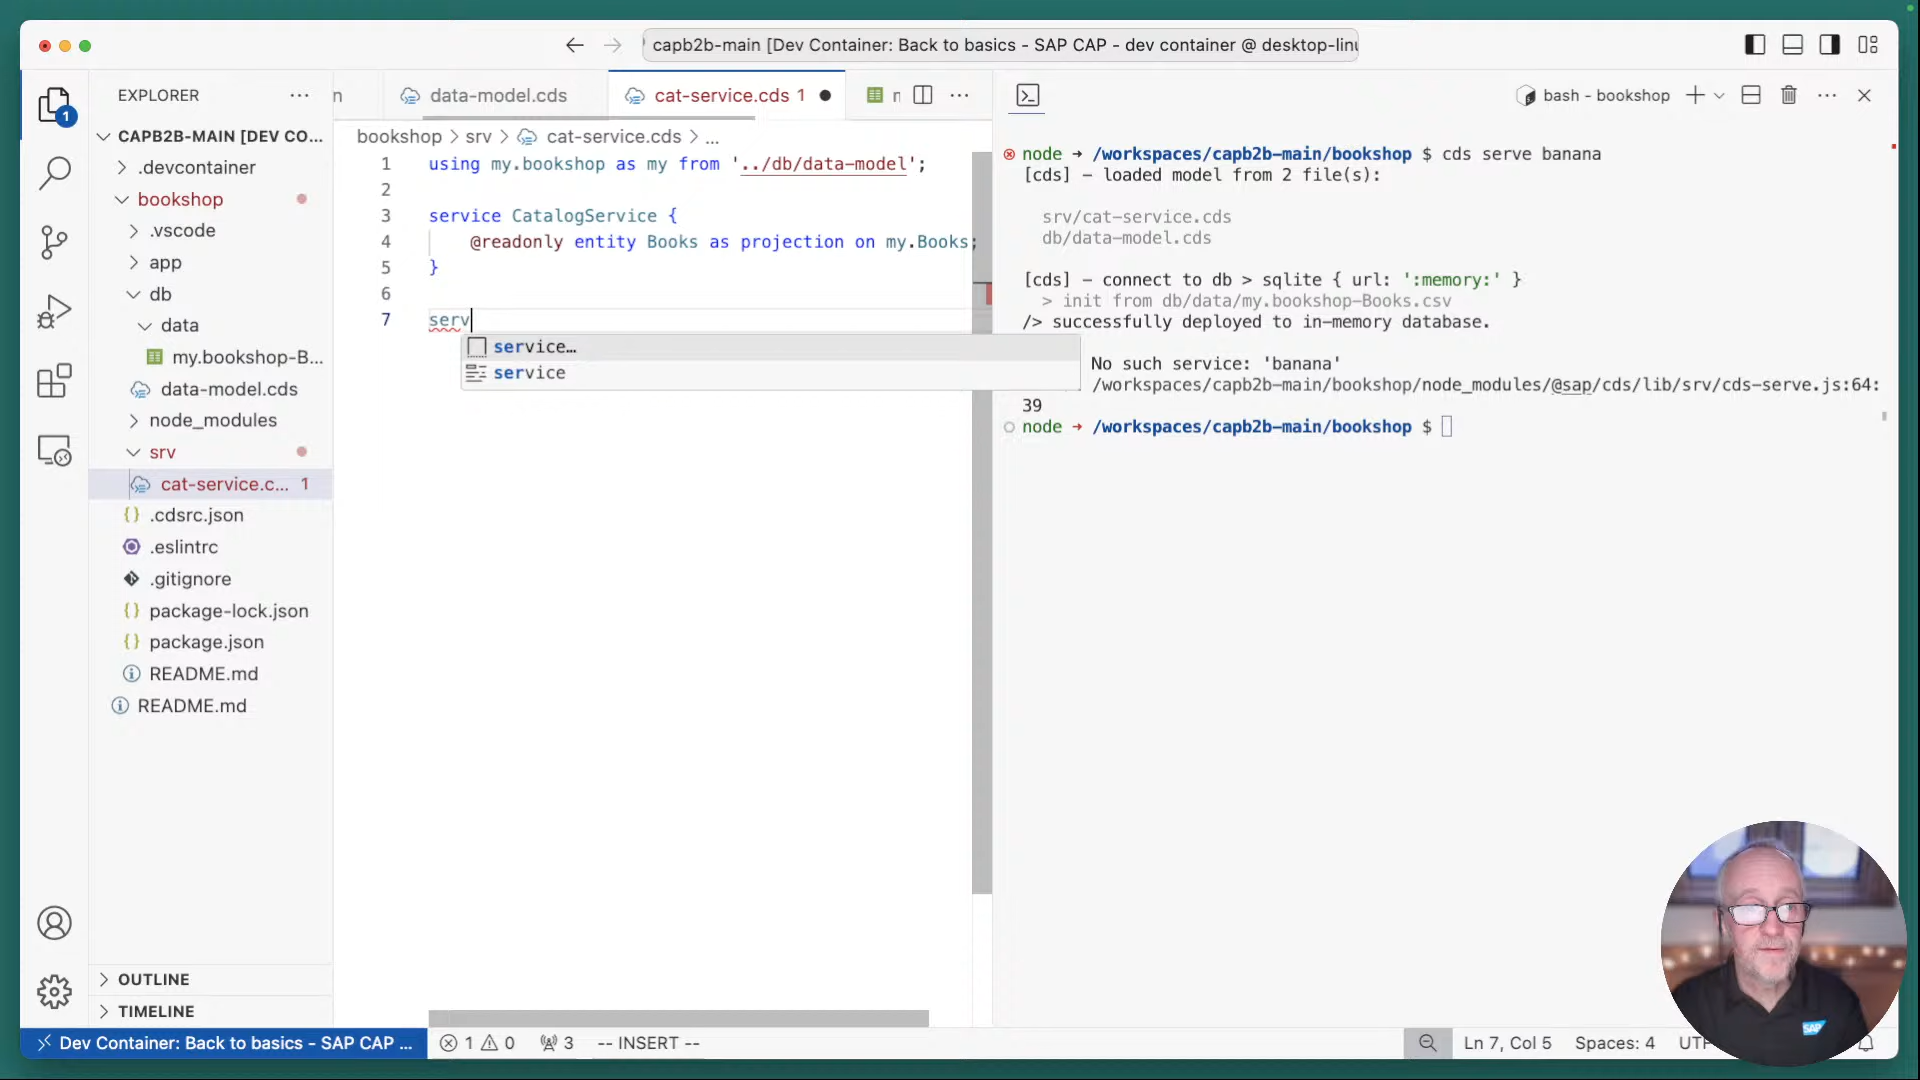 capb2b-main [Dev Container: Back to basics - SAP CAP - dev container @ desktop-linu
1
EXPLORER
CAPB2B-MAIN [DEV CO...
.devcontainer
bookshop
.vscode
app
db
data
my.bookshop-B...
data-model.cds
node_modules
srv
cat-service.c... 1
.cdsrc.json
.eslintrc
.gitignore
package-lock.json
package.json
README.md
README.md
OUTLINE
TIMELINE
n data-model.cds cat-service.cds 1 n
bookshop > srv > cat-service.cds > ...
1 using my.bookshop as my from '../db/data-model';
2
3 service CatalogService {
4 @readonly entity Books as projection on my.Books;
5 }
6
7 serv
service…
service
bash - bookshop
node → /workspaces/capb2b-main/bookshop $ cds serve banana
[cds] - loaded model from 2 file(s):
srv/cat-service.cds
db/data-model.cds
[cds] - connect to db > sqlite { url: ':memory:' }
> init from db/data/my.bookshop-Books.csv
/> successfully deployed to in-memory database.
No such service: 'banana'
/workspaces/capb2b-main/bookshop/node_modules/@sap/cds/lib/srv/cds-serve.js:64:
39
node → /workspaces/capb2b-main/bookshop $
SAP
Dev Container: Back to basics - SAP CAP ... 1 0 3 -- INSERT -- Ln 7, Col 5 Spaces: 4